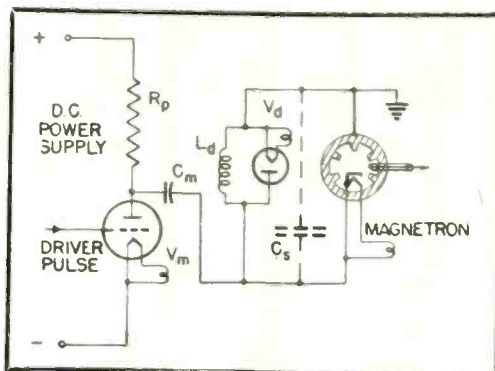 +
D.C.
POWER
SUPPLY
Rp
Cm
DRIVER
PULSE
Vm
−
Ld
Vd
Cs
MAGNETRON